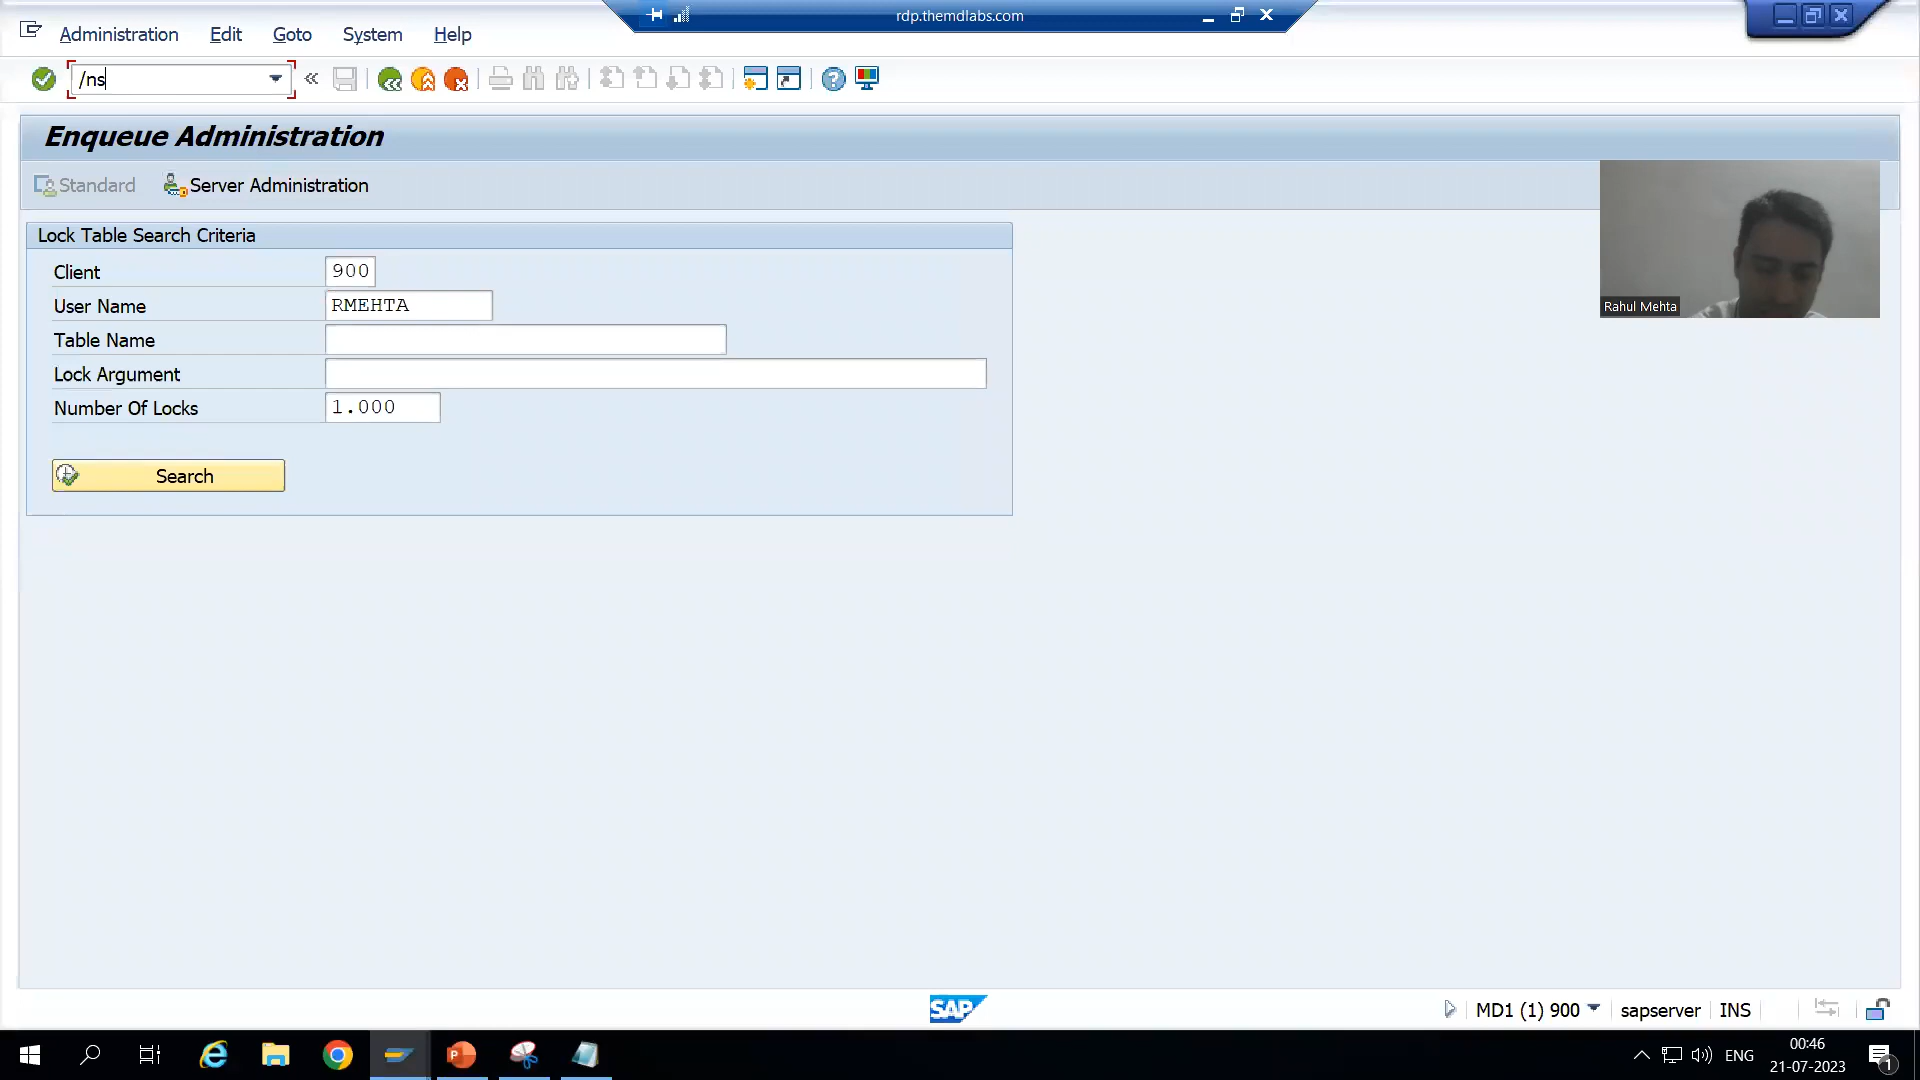 rdp.themdlabs.com
Administration Edit Goto System Help
/ns
Enqueue Administration
Standard Server Administration
Lock Table Search Criteria
Client 900
User Name RMEHTA
Table Name
Lock Argument
Number Of Locks 1.000
Search
Rahul Mehta
SAP
MD1 (1) 900 sapserver INS
ENG
00:46
21-07-2023
1